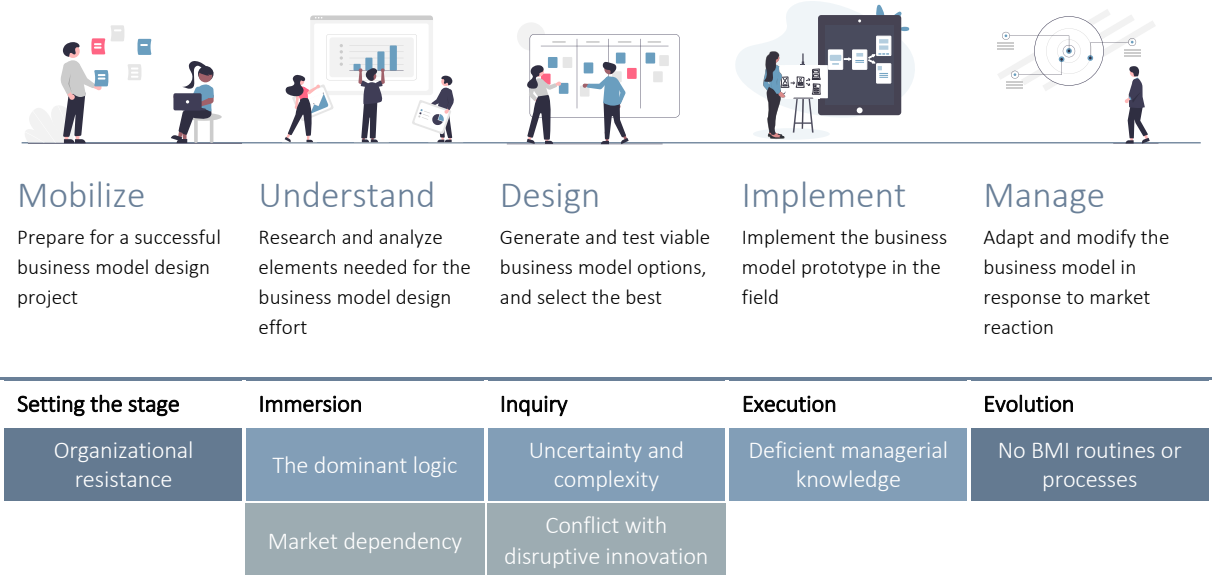 Mobilize
Prepare for a successful
business model design
project
Understand
Research and analyze
elements needed for the
business model design
effort
Design
Generate and test viable
business model options,
and select the best
Implement
Implement the business
model prototype in the
field
Manage
Adapt and modify the
business model in
response to market
reaction
Setting the stage
Immersion
Inquiry
Execution
Evolution
Organizational
resistance
The dominant logic
Uncertainty and
complexity
Deficient managerial
knowledge
No BMI routines or
processes
Market dependency
Conflict with
disruptive innovation